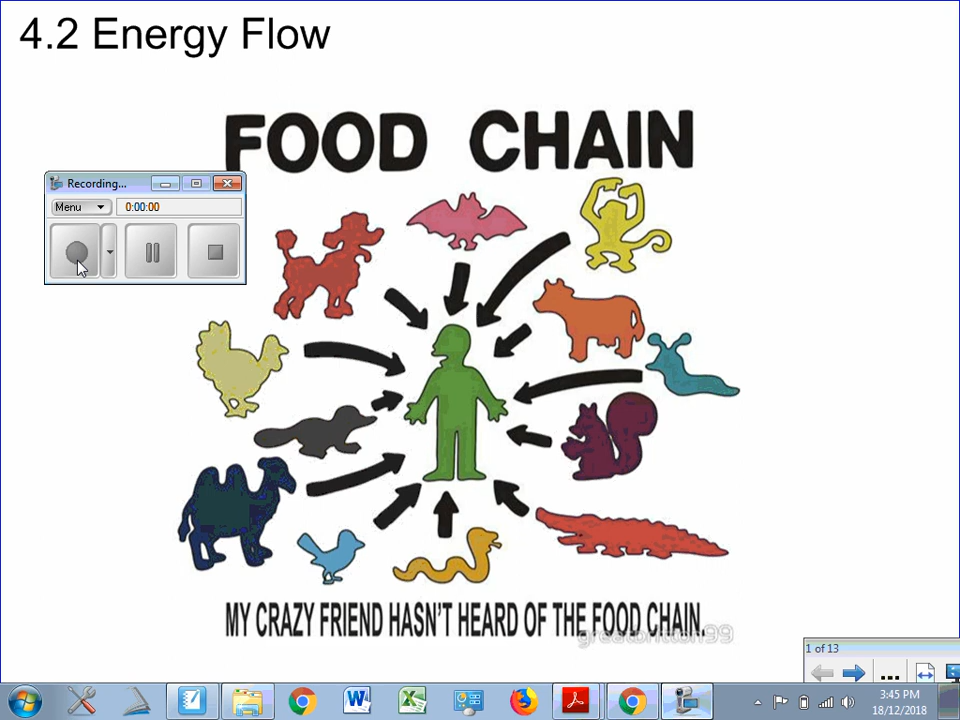 4.2 Energy Flow
FOOD CHAIN
Recording...
Menu
0:00:00
MY CRAZY FRIEND HASN'T HEARD OF THE FOOD CHAIN.
greatbritton99
1 of 13
...
3:45 PM
18/12/2018